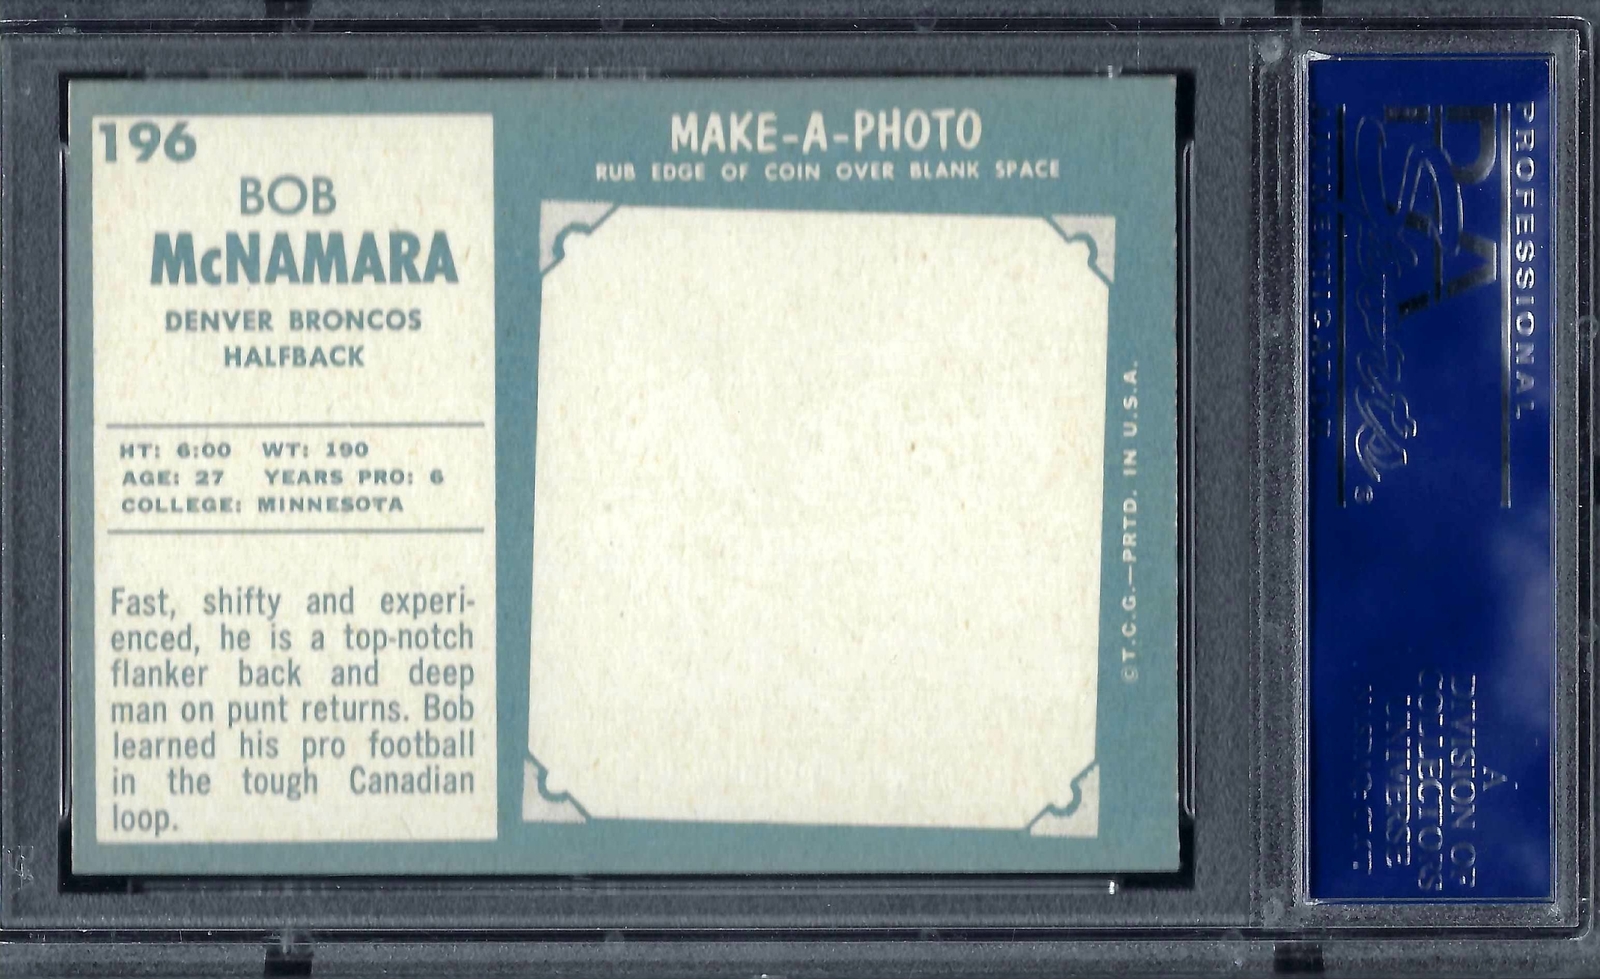 196
BOB
McNAMARA
DENVER BRONCOS
HALFBACK
HT: 6:00 WT: 190
AGE: 27 YEARS PRO: 6
COLLEGE: MINNESOTA
Fast, shifty and experi-
enced, he is a top-notch
flanker back and deep
man on punt returns. Bob
learned his pro football
in the tough Canadian
loop.
MAKE-A-PHOTO
RUB EDGE OF COIN OVER BLANK SPACE
©T.C.G.—PRTD. IN U.S.A.
PROFESSIONAL
PSA
A
DIVISION OF
COLLECTORS
UNIVERSE